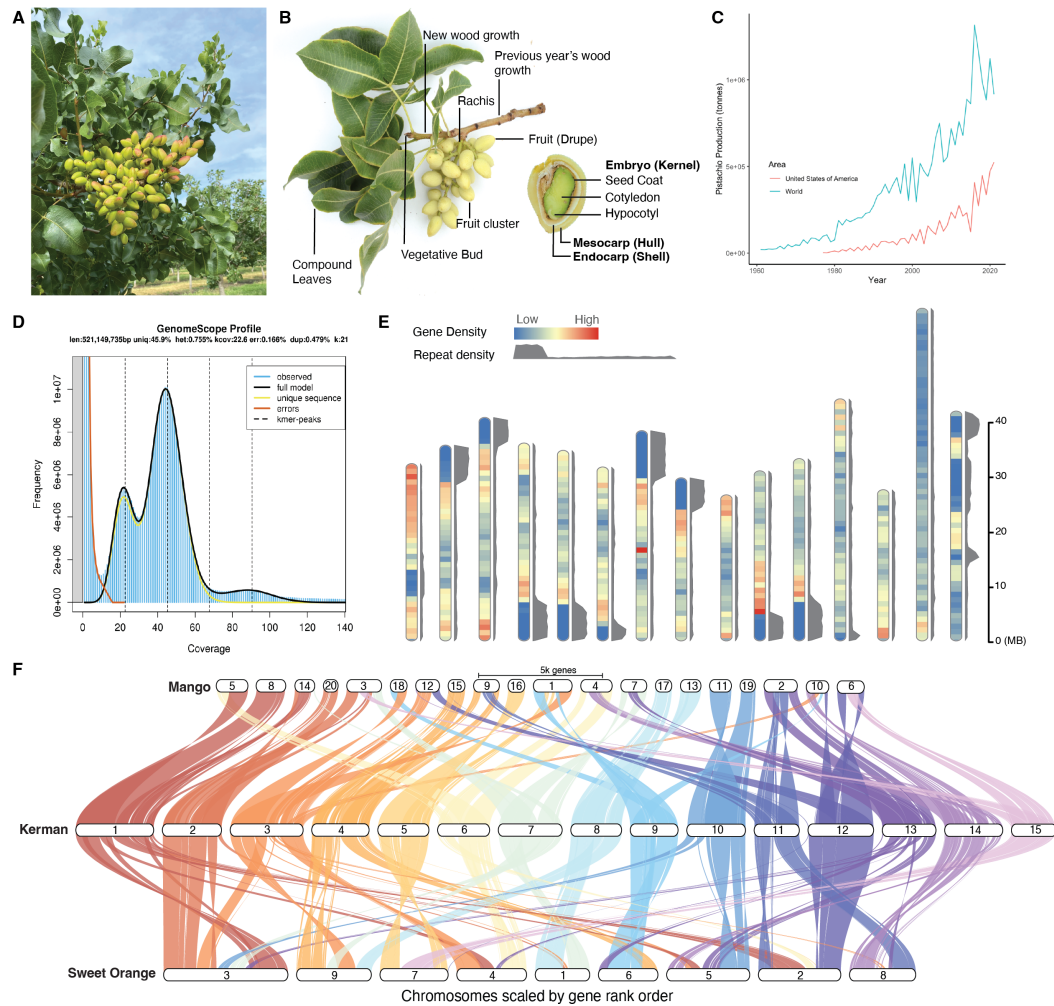 A
B
New wood growth
Previous year's wood
growth
Rachis
Fruit (Drupe)
Embryo (Kernel)
Seed Coat
Cotyledon
Hypocotyl
Fruit cluster
Mesocarp (Hull)
Endocarp (Shell)
Vegetative Bud
Compound
Leaves
C
Pistachio Production (tonnes)
1e+06
5e+05
0e+00
Area
United States of America
World
1960
1980
2000
2020
Year
D
GenomeScope Profile
len:521,149,735bp uniq:45.9% het:0.755% kcov:22.6 err:0.166% dup:0.479% k:21
observed
full model
unique sequence
errors
kmer-peaks
Frequency
1e+07
8e+06
6e+06
4e+06
2e+06
0e+00
0 20 40 60 80 100 120 140
Coverage
E
Gene Density
Low High
Repeat density
40
30
20
10
0 (MB)
F
5k genes
Mango 5 8 14 20 3 18 12 15 9 16 1 4 7 17 13 11 19 2 10 6
Kerman 1 2 3 4 5 6 7 8 9 10 11 12 13 14 15
Sweet Orange 3 9 7 4 1 6 5 2 8
Chromosomes scaled by gene rank order